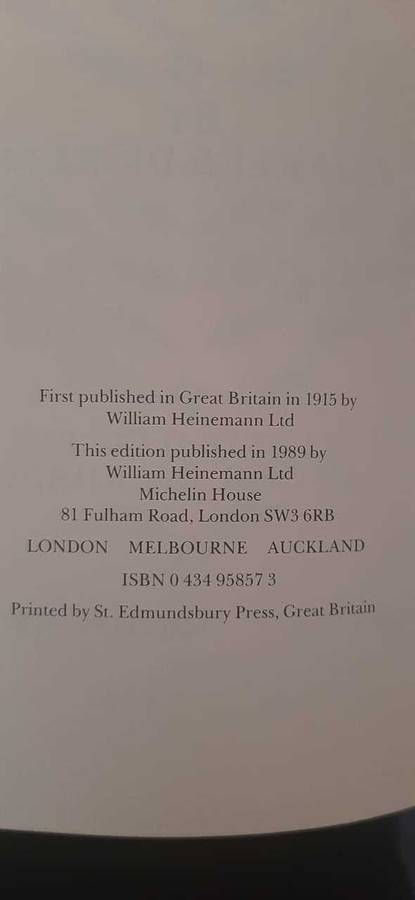 First published in Great Britain in 1915 by
William Heinemann Ltd
This edition published in 1989 by
William Heinemann Ltd
Michelin House
81 Fulham Road, London SW3 6RB
LONDON MELBOURNE AUCKLAND
ISBN 0 434 95857 3
Printed by St. Edmundsbury Press, Great Britain